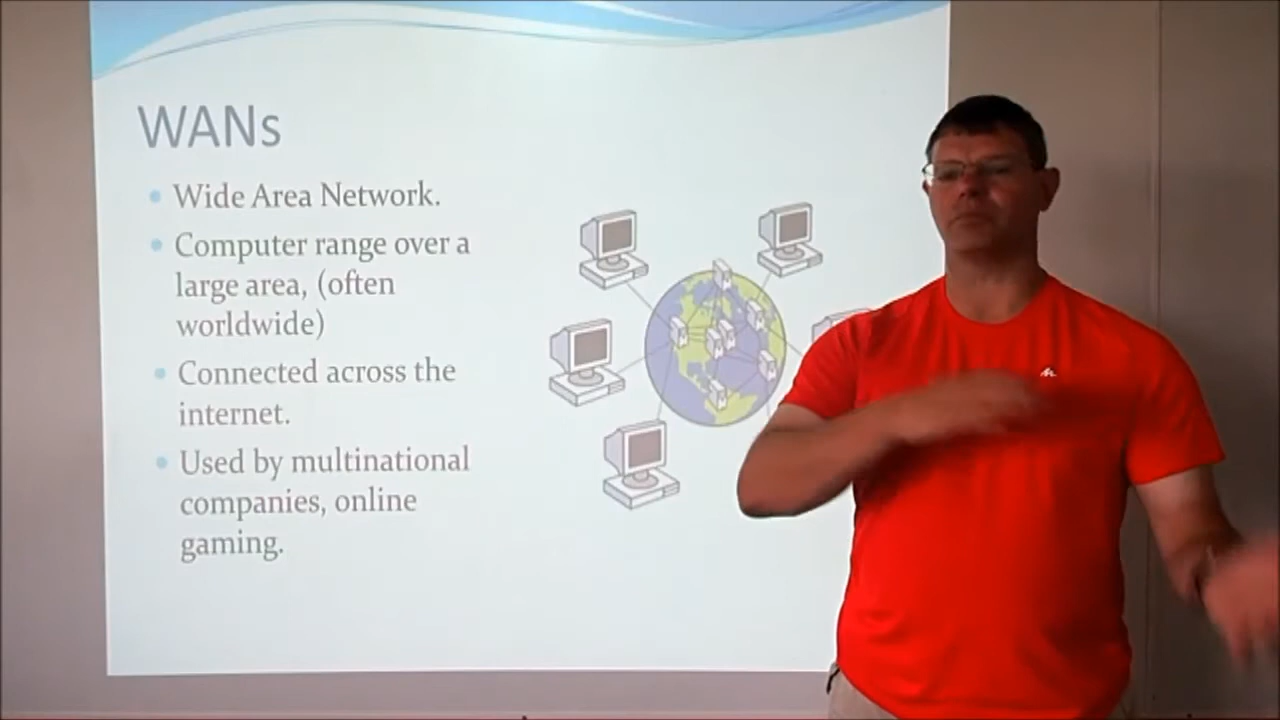 WANs
Wide Area Network.
Computer range over a
large area, (often
worldwide)
Connected across the
internet.
Used by multinational
companies, online
gaming.